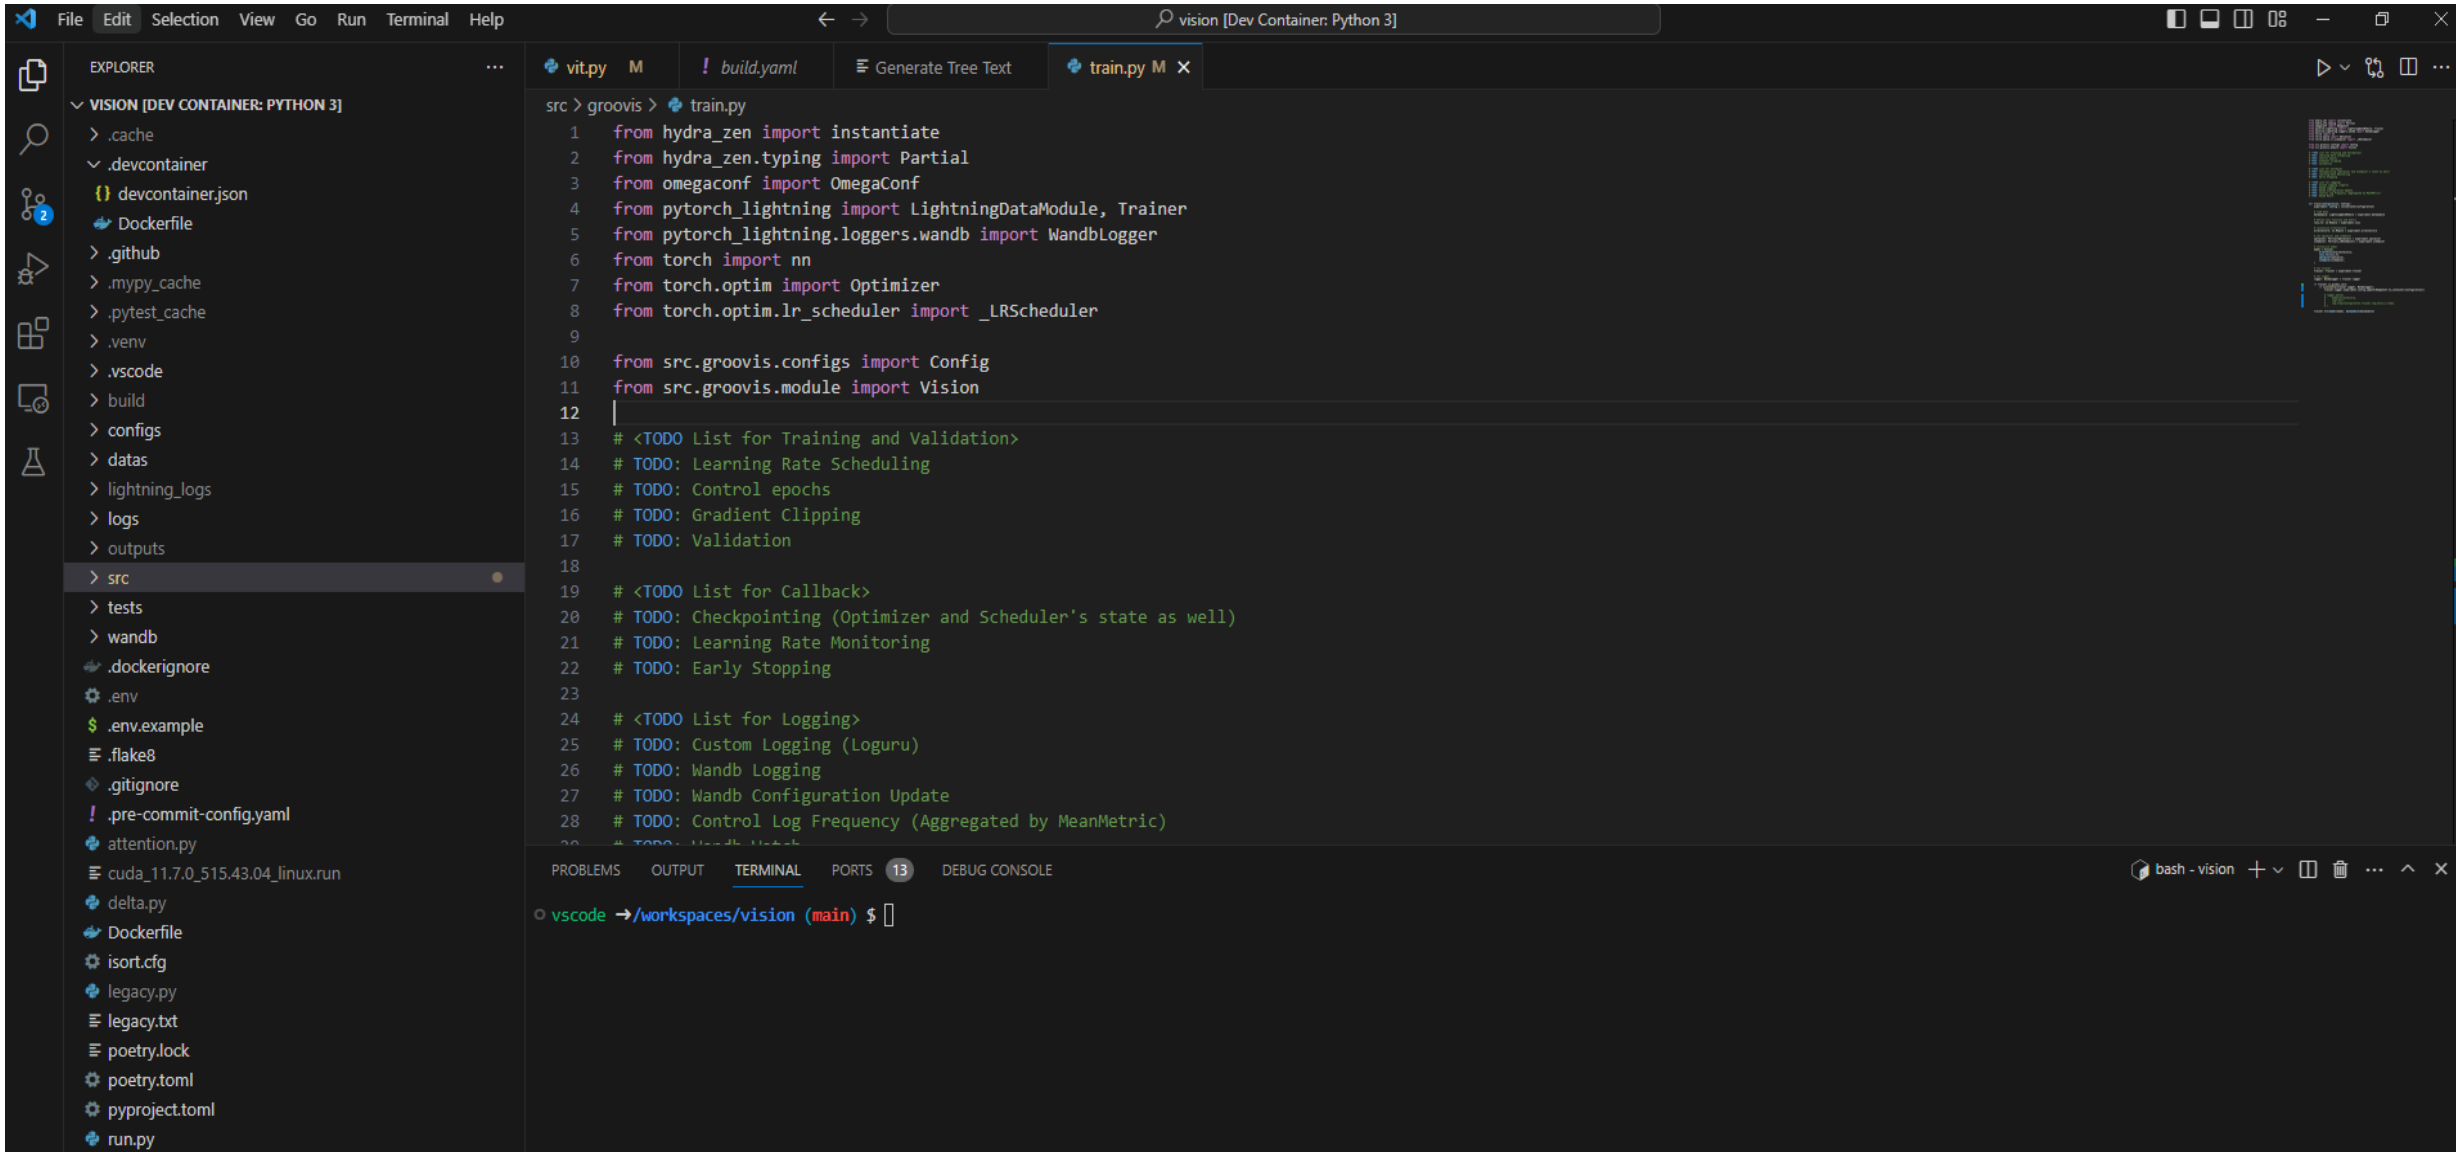 File Edit Selection View Go Run Terminal Help
vision [Dev Container: Python 3]
EXPLORER
VISION [DEV CONTAINER: PYTHON 3]
.cache
.devcontainer
{} devcontainer.json
Dockerfile
.github
.mypy_cache
.pytest_cache
.venv
.vscode
build
configs
datas
lightning_logs
logs
outputs
src
tests
wandb
.dockerignore
.env
$ .env.example
.flake8
.gitignore
! .pre-commit-config.yaml
attention.py
cuda_11.7.0_515.43.04_linux.run
delta.py
Dockerfile
isort.cfg
legacy.py
legacy.txt
poetry.lock
poetry.toml
pyproject.toml
run.py
2
vit.py M
! build.yaml
Generate Tree Text
train.py M
src > groovis > train.py
1 from hydra_zen import instantiate
2 from hydra_zen.typing import Partial
3 from omegaconf import OmegaConf
4 from pytorch_lightning import LightningDataModule, Trainer
5 from pytorch_lightning.loggers.wandb import WandbLogger
6 from torch import nn
7 from torch.optim import Optimizer
8 from torch.optim.lr_scheduler import _LRScheduler
9
10 from src.groovis.configs import Config
11 from src.groovis.module import Vision
12
13 # <TODO List for Training and Validation>
14 # TODO: Learning Rate Scheduling
15 # TODO: Control epochs
16 # TODO: Gradient Clipping
17 # TODO: Validation
18
19 # <TODO List for Callback>
20 # TODO: Checkpointing (Optimizer and Scheduler's state as well)
21 # TODO: Learning Rate Monitoring
22 # TODO: Early Stopping
23
24 # <TODO List for Logging>
25 # TODO: Custom Logging (Loguru)
26 # TODO: Wandb Logging
27 # TODO: Wandb Configuration Update
28 # TODO: Control Log Frequency (Aggregated by MeanMetric)
29 # TODO: Wandb Watch
PROBLEMS OUTPUT TERMINAL PORTS 13 DEBUG CONSOLE
bash - vision
vscode ➜/workspaces/vision (main) $